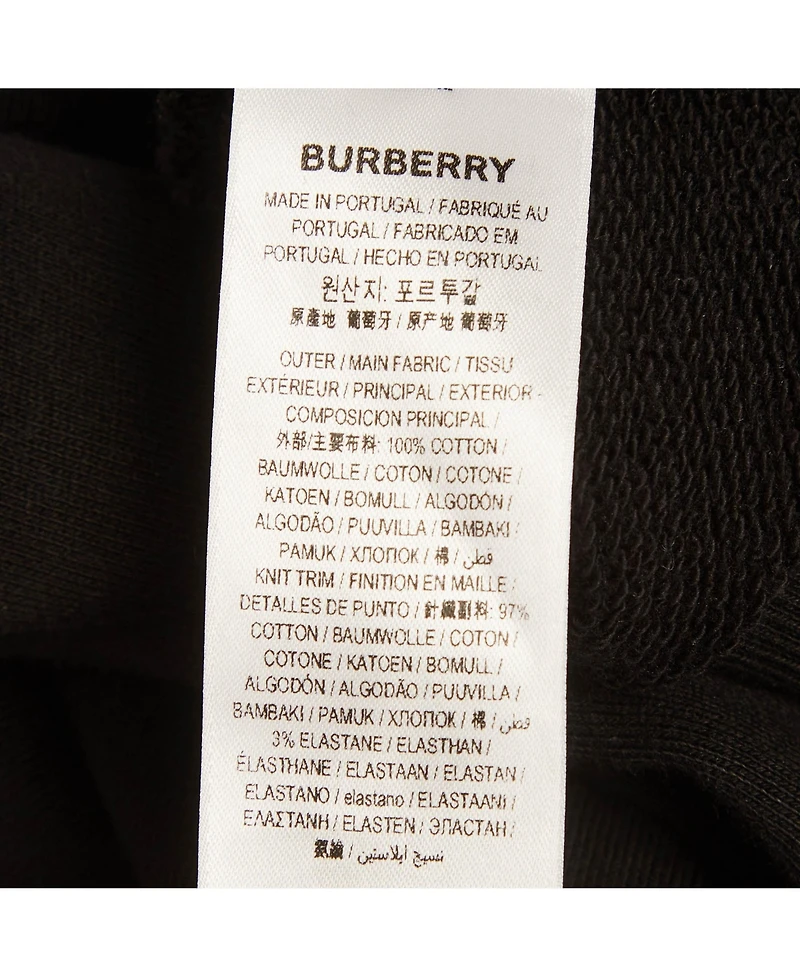 BURBERRY
MADE IN PORTUGAL / FABRIQUÉ AU
PORTUGAL / FABRICADO EM
PORTUGAL / HECHO EN PORTUGAL
원산지: 포르투갈
原產地 葡萄牙 / 原产地 葡萄牙
OUTER / MAIN FABRIC / TISSU
EXTÉRIEUR / PRINCIPAL / EXTERIOR -
COMPOSICION PRINCIPAL /
外部/主要布料: 100% COTTON /
BAUMWOLLE / COTON / COTONE /
KATOEN / BOMULL / ALGODÓN /
ALGODÃO / PUUVILLA / BAMBAKI /
PAMUK / ХЛОПОК / 棉 / قطن /
KNIT TRIM / FINITION EN MAILLE /
DETALLES DE PUNTO / 針織副料: 97%
COTTON / BAUMWOLLE / COTON /
COTONE / KATOEN / BOMULL /
ALGODÓN / ALGODÃO / PUUVILLA /
BAMBAKI / PAMUK / ХЛОПОК / 棉 / قطن /
3% ELASTANE / ELASTHAN /
ÉLASTHANE / ELASTAAN / ELASTAN /
ELASTANO / elastano / ELASTAANI /
ΕΛΑΣΤΑΝΗ / ELASTEN / ЭЛАСТАН /
氨纖 / نسيج ايلاستين